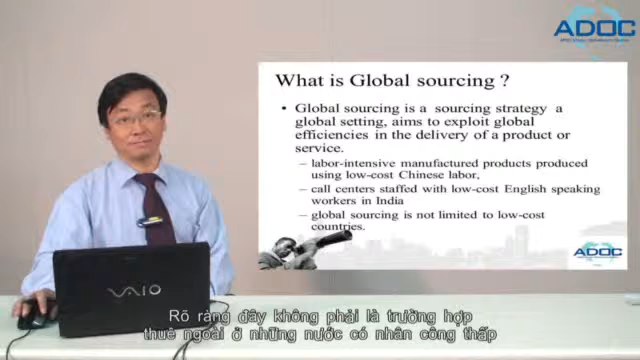 ADOC
What is Global sourcing ?
• Global sourcing is a sourcing strategy a
global setting, aims to exploit global
efficiencies in the delivery of a product or
service.
– labor-intensive manufactured products produced
using low-cost Chinese labor,
– call centers staffed with low-cost English speaking
workers in India
– global sourcing is not limited to low-cost
countries.
ADOC
VAIO
Rõ ràng đây không phải là trường hợp
thuê ngoài ở những nước có nhân công thấp